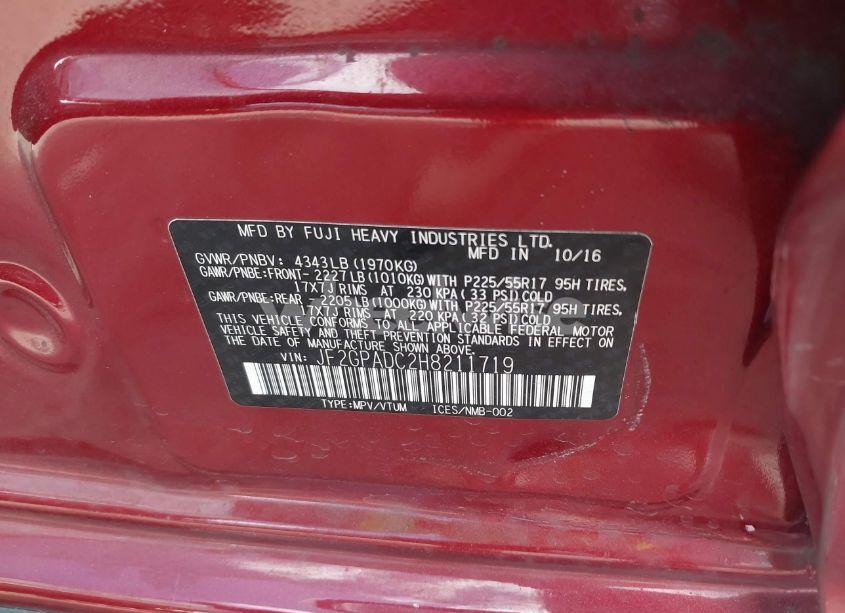 MFD BY FUJI HEAVY INDUSTRIES LTD.
GVWR/PNBV: 4343LB(1970KG) MFD IN 10/16
GAWR/PNBE:FRONT- 2227LB(1010KG)WITH P225/55R17 95H TIRES,
17X7J RIMS AT 230 KPA(33 PSI)COLD
GAWR/PNBE:REAR - 2205LB(1000KG)WITH P225/55R17 95H TIRES,
17X7J RIMS AT 220 KPA(32 PSI)COLD
THIS VEHICLE CONFORMS TO ALL APPLICABLE FEDERAL MOTOR
VEHICLE SAFETY AND THEFT PREVENTION STANDARDS IN EFFECT ON
THE DATE OF MANUFACTURE SHOWN ABOVE.
VIN: JF2GPADC2H8211719
TYPE:MPV/VTUM ICES/NMB-002